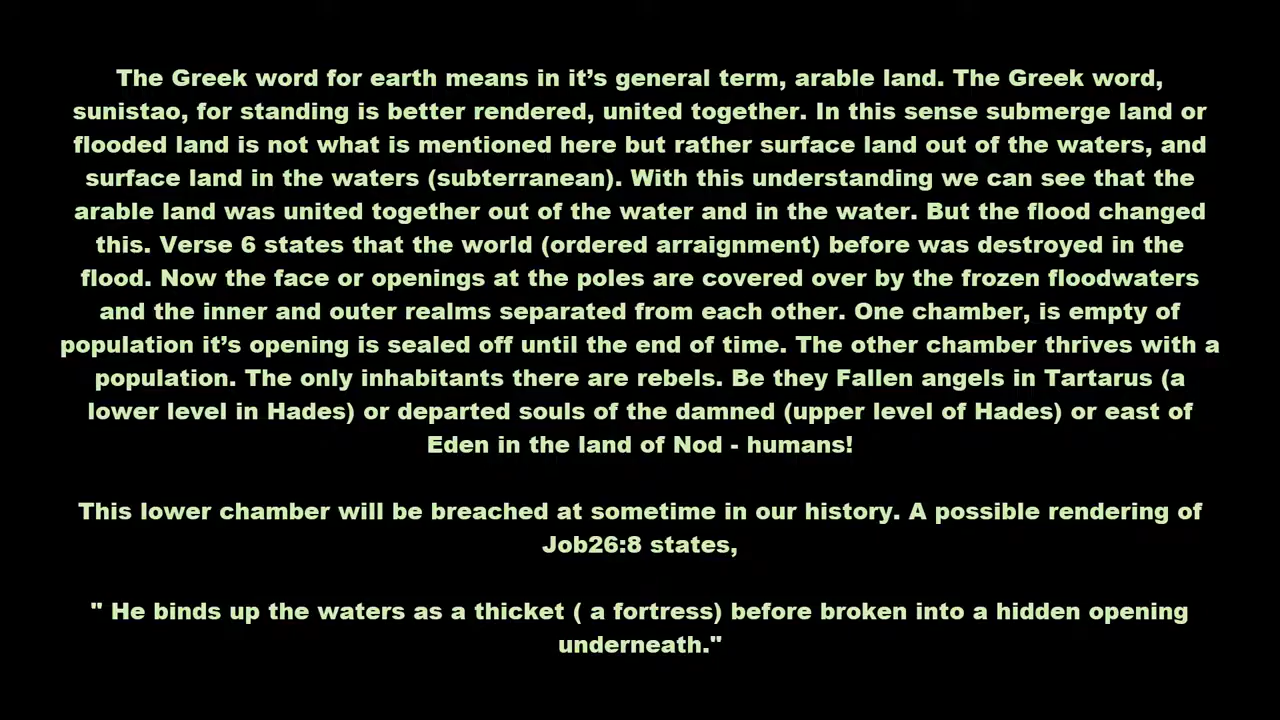 The Greek word for earth means in it’s general term, arable land. The Greek word,
sunistao, for standing is better rendered, united together. In this sense submerge land or
flooded land is not what is mentioned here but rather surface land out of the waters, and
surface land in the waters (subterranean). With this understanding we can see that the
arable land was united together out of the water and in the water. But the flood changed
this. Verse 6 states that the world (ordered arraignment) before was destroyed in the
flood. Now the face or openings at the poles are covered over by the frozen floodwaters
and the inner and outer realms separated from each other. One chamber, is empty of
population it’s opening is sealed off until the end of time. The other chamber thrives with a
population. The only inhabitants there are rebels. Be they Fallen angels in Tartarus (a
lower level in Hades) or departed souls of the damned (upper level of Hades) or east of
Eden in the land of Nod - humans!
This lower chamber will be breached at sometime in our history. A possible rendering of
Job26:8 states,
" He binds up the waters as a thicket ( a fortress) before broken into a hidden opening
underneath."